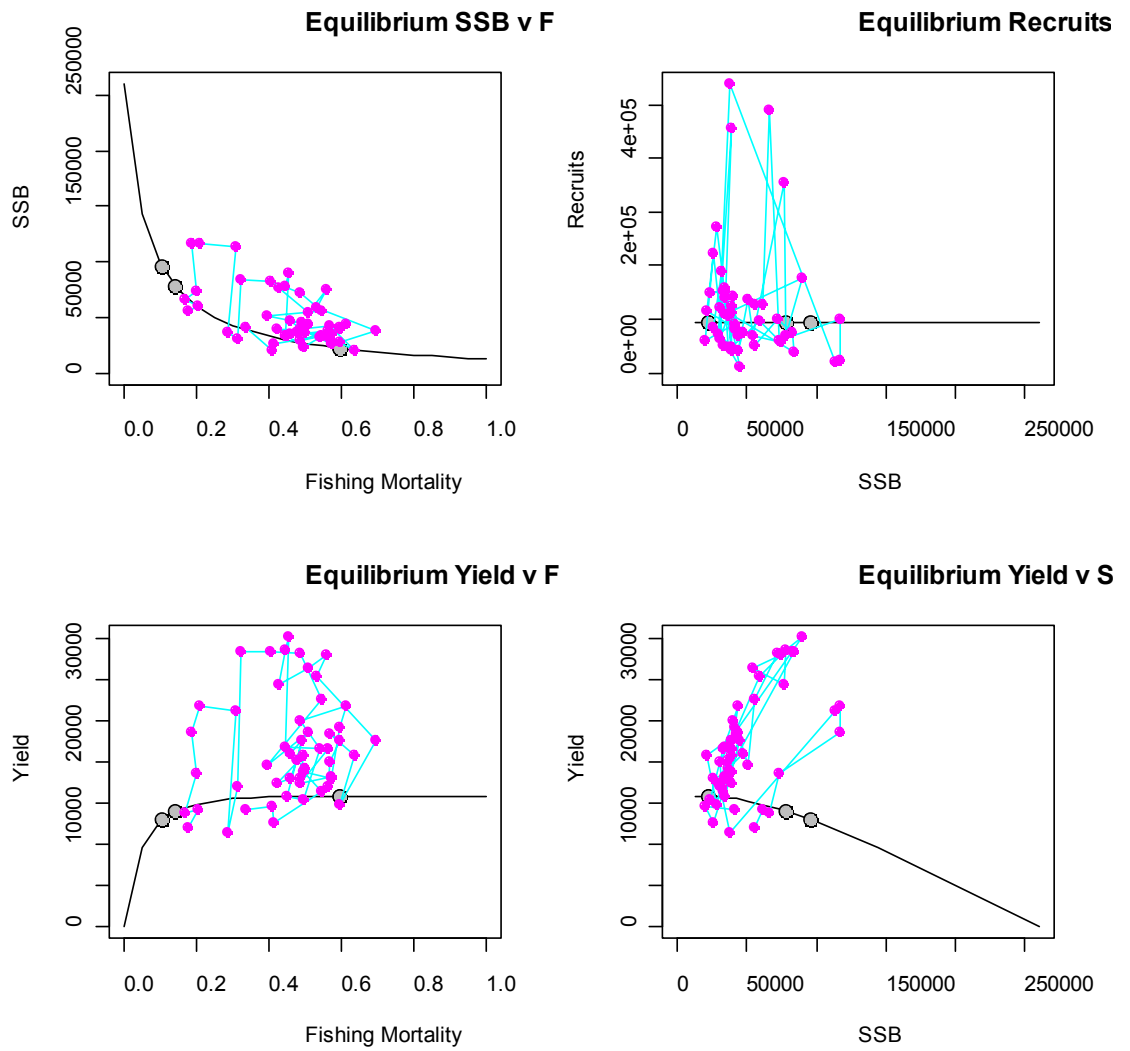 Equilibrium SSB v F
Equilibrium Recruits
SSB
0 50000 150000 250000
0.0 0.2 0.4 0.6 0.8 1.0
Fishing Mortality
Recruits
0e+00 2e+05 4e+05
0 50000 150000 250000
SSB
Equilibrium Yield v F
Equilibrium Yield v S
Yield
0 10000 20000 30000
0.0 0.2 0.4 0.6 0.8 1.0
Fishing Mortality
Yield
0 10000 20000 30000
0 50000 150000 250000
SSB